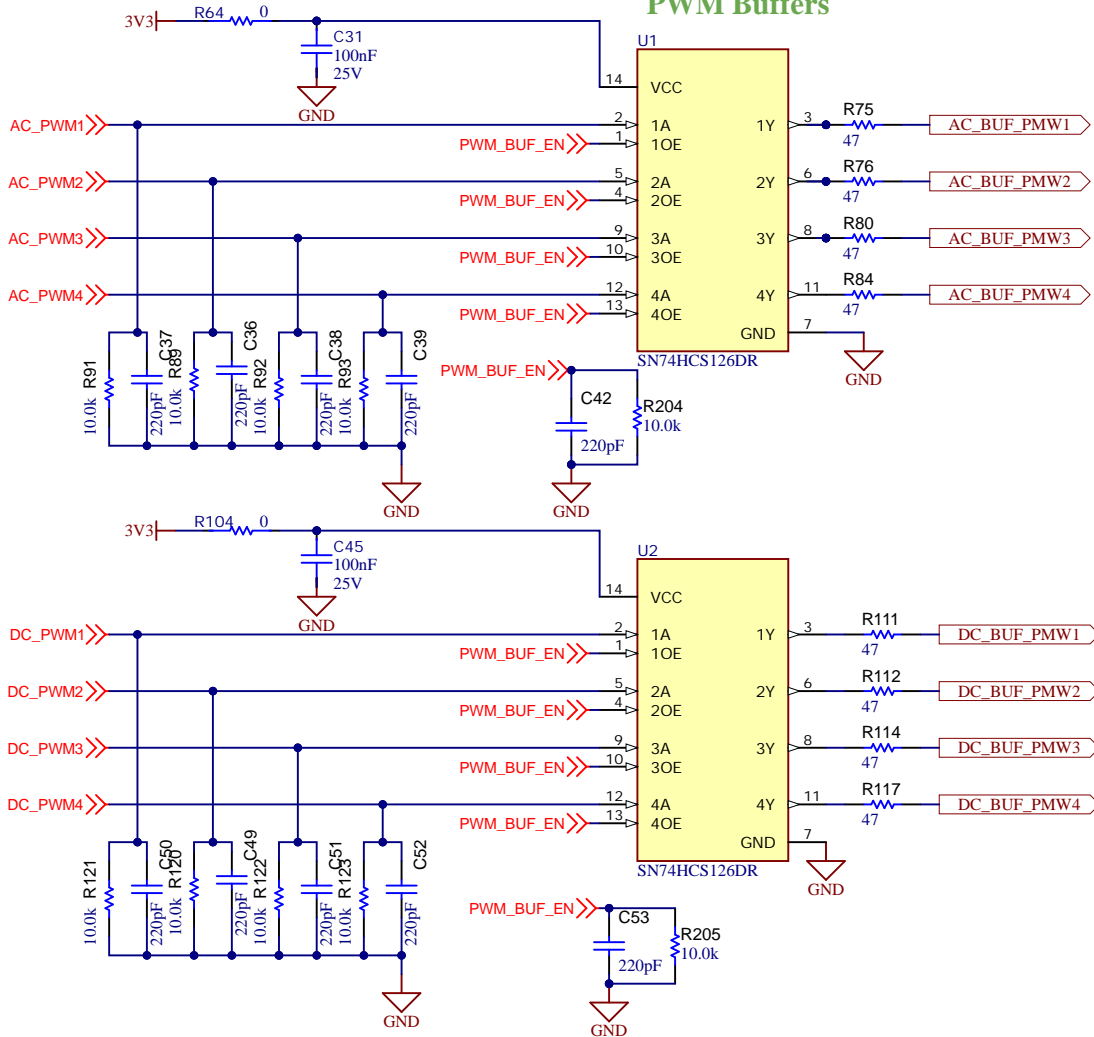 PWM Buffers
3V3
R64 0
C31
100nF
25V
GND
U1
14 VCC
AC_PWM1
2 1A 1Y 3
R75
47
AC_BUF_PMW1
PWM_BUF_EN
1 1OE
AC_PWM2
5 2A 2Y 6
R76
47
AC_BUF_PMW2
PWM_BUF_EN
4 2OE
AC_PWM3
9 3A 3Y 8
R80
47
AC_BUF_PMW3
PWM_BUF_EN
10 3OE
AC_PWM4
12 4A 4Y 11
R84
47
AC_BUF_PMW4
PWM_BUF_EN
13 4OE
GND 7
GND
SN74HCS126DR
R91
10.0k
C37
220pF
R89
10.0k
C36
220pF
R92
10.0k
C38
220pF
R93
10.0k
C39
220pF
GND
PWM_BUF_EN
C42
220pF
R204
10.0k
GND
3V3
R104 0
C45
100nF
25V
GND
U2
14 VCC
DC_PWM1
2 1A 1Y 3
R111
47
DC_BUF_PMW1
PWM_BUF_EN
1 1OE
DC_PWM2
5 2A 2Y 6
R112
47
DC_BUF_PMW2
PWM_BUF_EN
4 2OE
DC_PWM3
9 3A 3Y 8
R114
47
DC_BUF_PMW3
PWM_BUF_EN
10 3OE
DC_PWM4
12 4A 4Y 11
R117
47
DC_BUF_PMW4
PWM_BUF_EN
13 4OE
GND 7
GND
SN74HCS126DR
R121
10.0k
C50
220pF
R120
10.0k
C49
220pF
R122
10.0k
C51
220pF
R123
10.0k
C52
220pF
GND
PWM_BUF_EN
C53
220pF
R205
10.0k
GND